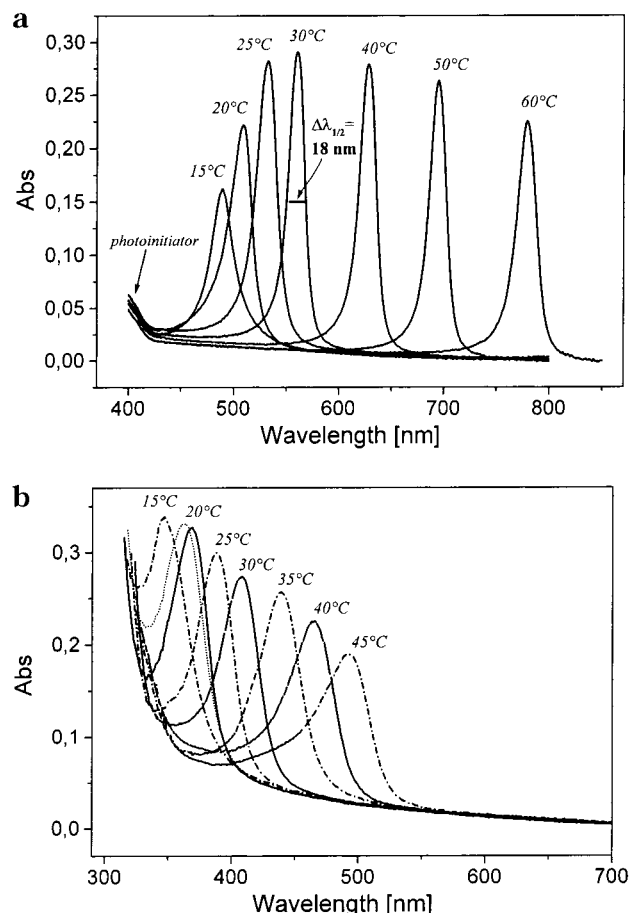 a
0,30
0,25
0,20
0,15
0,10
0,05
0,00
Abs
15°C
20°C
25°C
30°C
40°C
50°C
60°C
Δλ1/2=
18 nm
photoinitiator
400
500
600
700
800
Wavelength [nm]
b
0,3
0,2
0,1
0,0
Abs
15°C
20°C
25°C
30°C
35°C
40°C
45°C
300
400
500
600
700
Wavelength [nm]